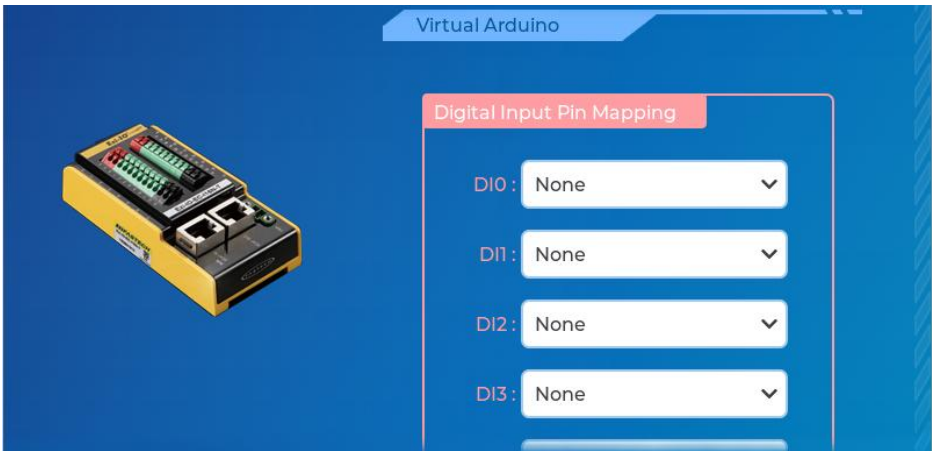 Virtual Arduino
Digital Input Pin Mapping
DI0 : None
DI1 : None
DI2 : None
DI3 : None